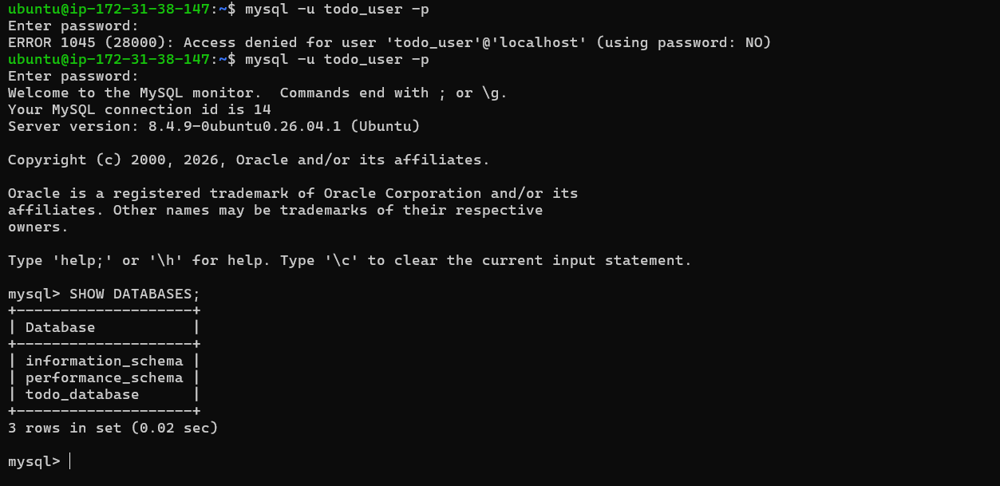 ubuntu@ip-172-31-38-147:~$ mysql -u todo_user -p
Enter password:
ERROR 1045 (28000): Access denied for user 'todo_user'@'localhost' (using password: NO)
ubuntu@ip-172-31-38-147:~$ mysql -u todo_user -p
Enter password:
Welcome to the MySQL monitor.  Commands end with ; or \g.
Your MySQL connection id is 14
Server version: 8.4.9-0ubuntu0.26.04.1 (Ubuntu)

Copyright (c) 2000, 2026, Oracle and/or its affiliates.

Oracle is a registered trademark of Oracle Corporation and/or its
affiliates. Other names may be trademarks of their respective
owners.

Type 'help;' or '\h' for help. Type '\c' to clear the current input statement.

mysql> SHOW DATABASES;
+--------------------+
| Database           |
+--------------------+
| information_schema |
| performance_schema |
| todo_database      |
+--------------------+
3 rows in set (0.02 sec)

mysql>